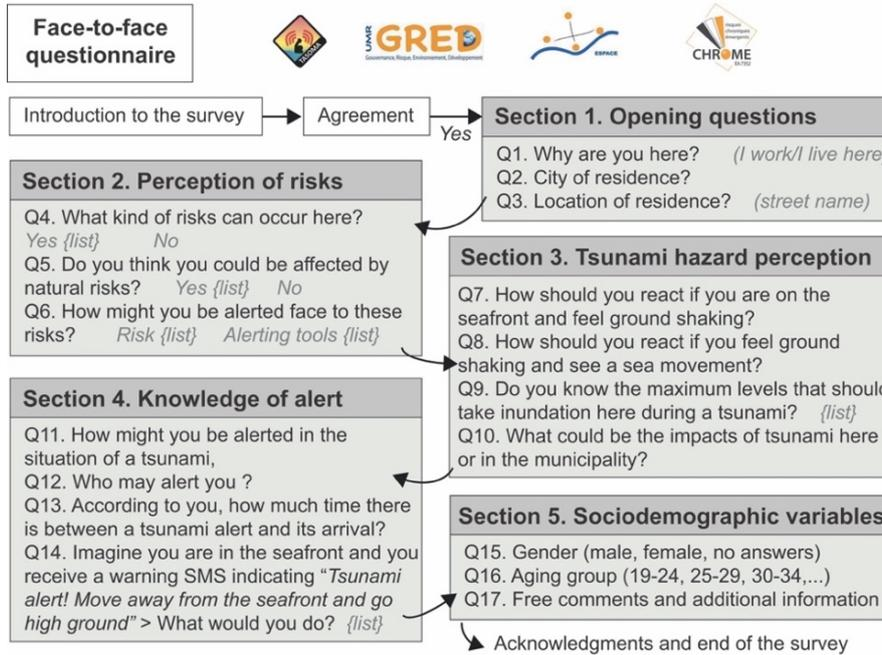 Face-to-face
questionnaire
TASOMA
UMR
GRED
Gouvernance, Risque, Environnement, Développement
ESPACE
risques
chroniques
émergents
CHROME
EA7352
Introduction to the survey
Agreement
Yes
Section 1. Opening questions
Q1. Why are you here? (I work/I live here
Q2. City of residence?
Q3. Location of residence? (street name)
Section 2. Perception of risks
Q4. What kind of risks can occur here?
Yes {list} No
Q5. Do you think you could be affected by
natural risks? Yes {list} No
Q6. How might you be alerted face to these
risks? Risk {list} Alerting tools {list}
Section 3. Tsunami hazard perception
Q7. How should you react if you are on the
seafront and feel ground shaking?
Q8. How should you react if you feel ground
shaking and see a sea movement?
Q9. Do you know the maximum levels that should
take inundation here during a tsunami? {list}
Q10. What could be the impacts of tsunami here
or in the municipality?
Section 4. Knowledge of alert
Q11. How might you be alerted in the
situation of a tsunami,
Q12. Who may alert you ?
Q13. According to you, how much time there
is between a tsunami alert and its arrival?
Q14. Imagine you are in the seafront and you
receive a warning SMS indicating “Tsunami
alert! Move away from the seafront and go
high ground” > What would you do? {list}
Section 5. Sociodemographic variables
Q15. Gender (male, female, no answers)
Q16. Aging group (19-24, 25-29, 30-34,...)
Q17. Free comments and additional information
Acknowledgments and end of the survey